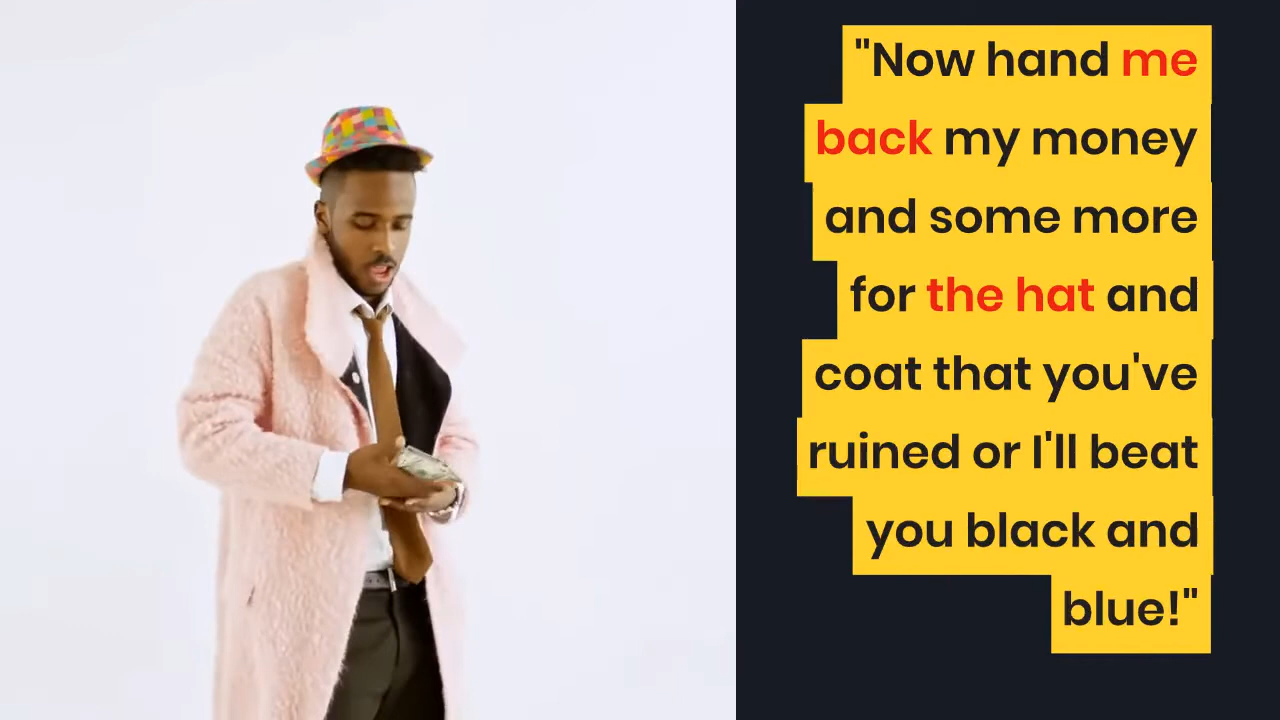 "Now hand me
back my money
and some more
for the hat and
coat that you've
ruined or I'll beat
you black and
blue!"